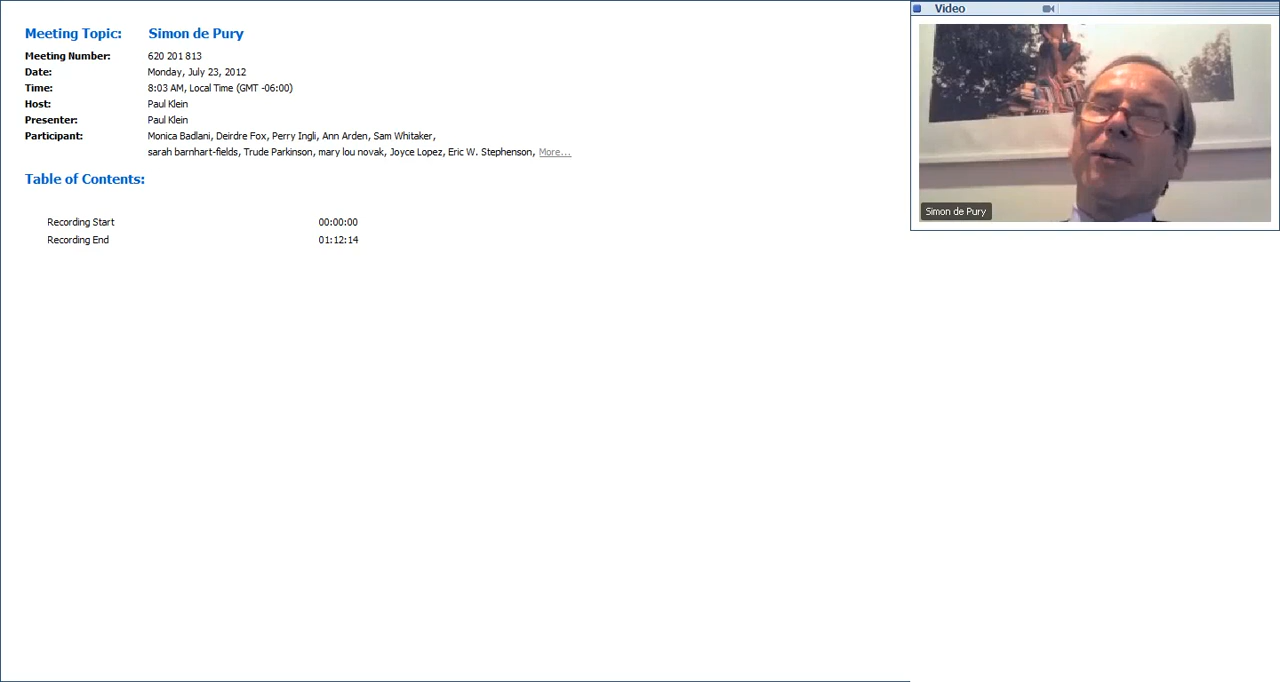 Meeting Topic: Simon de Pury
Meeting Number: 620 201 813
Date: Monday, July 23, 2012
Time: 8:03 AM, Local Time (GMT -06:00)
Host: Paul Klein
Presenter: Paul Klein
Participant: Monica Badlani, Deirdre Fox, Perry Ingli, Ann Arden, Sam Whitaker,
sarah barnhart-fields, Trude Parkinson, mary lou novak, Joyce Lopez, Eric W. Stephenson, More...
Table of Contents:
Recording Start 00:00:00
Recording End 01:12:14
Video
Simon de Pury